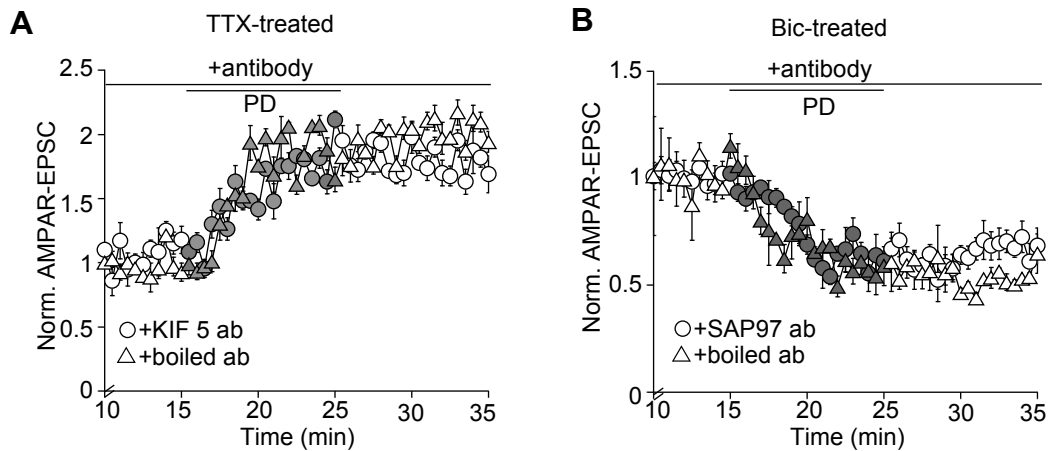 A
TTX-treated
+antibody
PD
2.5
2
1.5
1
0.5
0
Norm. AMPAR-EPSC
+KIF 5 ab
+boiled ab
10 15 20 25 30 35
Time (min)
B
Bic-treated
+antibody
PD
1.5
1
0.5
0
Norm. AMPAR-EPSC
+SAP97 ab
+boiled ab
10 15 20 25 30 35
Time (min)